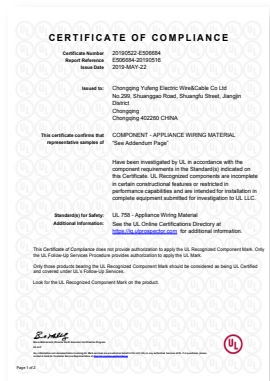 CERTIFICATE OF COMPLIANCE
Certificate Number 20190522-E506684
Report Reference E506684-20190516
Issue Date 2019-MAY-22
Issued to: Chongqing Yufeng Electric Wire&Cable Co Ltd
No.299, Shuanggao Road, Shuangfu Street, Jiangjin
District
Chongqing
Chongqing 402260 CHINA
This certificate confirms that COMPONENT - APPLIANCE WIRING MATERIAL
representative samples of "See Addendum Page"
Have been investigated by UL in accordance with the
component requirements in the Standard(s) indicated on
this Certificate. UL Recognized components are incomplete
in certain constructional features or restricted in
performance capabilities and are intended for installation in
complete equipment submitted for investigation to UL LLC.
Standard(s) for Safety: UL 758 - Appliance Wiring Material
Additional Information: See the UL Online Certifications Directory at
https://iq.ulprospector.com for additional information.
This Certificate of Compliance does not provide authorization to apply the UL Recognized Component Mark. Only
the UL Follow-Up Services Procedure provides authorization to apply the UL Mark.
Only those products bearing the UL Recognized Component Mark should be considered as being UL Certified
and covered under UL's Follow-Up Services.
Look for the UL Recognized Component Mark on the product.
UL
Page 1 of 2